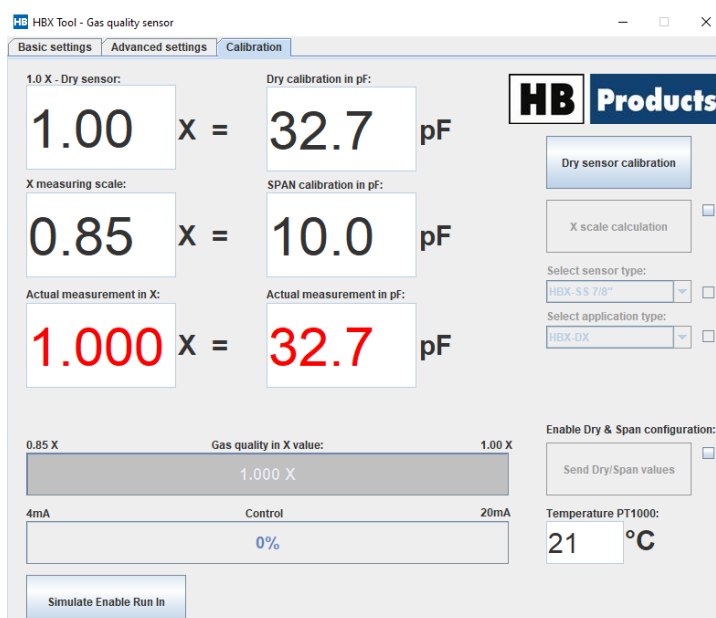 HB HBX Tool - Gas quality sensor
Basic settings Advanced settings Calibration
1.0 X - Dry sensor: Dry calibration in pF:
1.00 X = 32.7 pF
HB Products
Dry sensor calibration
X measuring scale: SPAN calibration in pF:
0.85 X = 10.0 pF
X scale calculation
Select sensor type:
HBX-SS 7/8"
Actual measurement in X: Actual measurement in pF:
1.000 X = 32.7 pF
Select application type:
HBX-DX
Enable Dry & Span configuration:
0.85 X Gas quality in X value: 1.00 X
1.000 X
Send Dry/Span values
4mA Control 20mA
0%
Temperature PT1000:
21 °C
Simulate Enable Run In